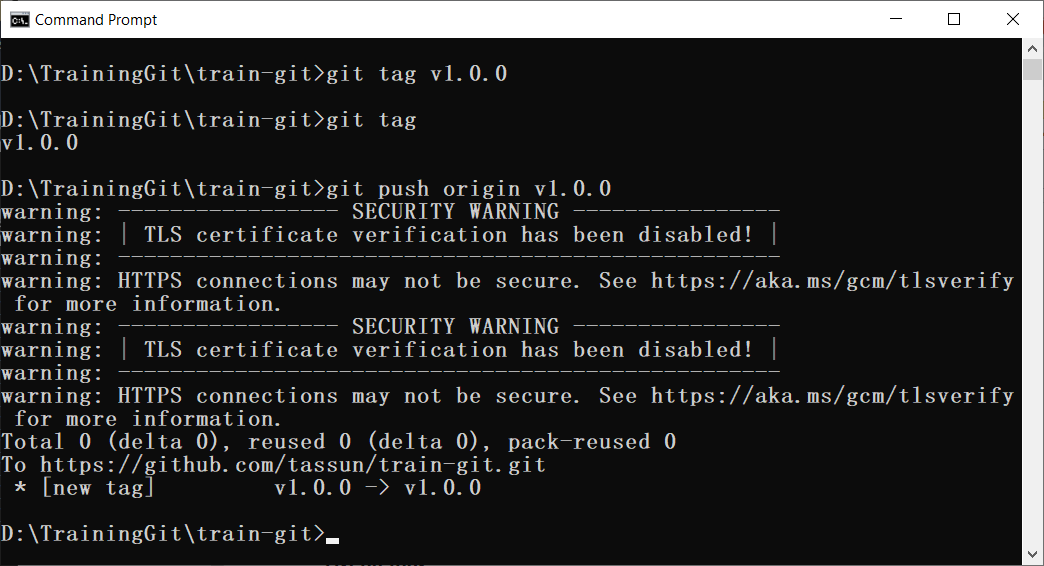 Command Prompt
D:\TrainingGit\train-git>git tag v1.0.0
D:\TrainingGit\train-git>git tag
v1.0.0
D:\TrainingGit\train-git>git push origin v1.0.0
warning: ----------------- SECURITY WARNING ----------------
warning: | TLS certificate verification has been disabled! |
warning: ---------------------------------------------------
warning: HTTPS connections may not be secure. See https://aka.ms/gcm/tlsverify
 for more information.
warning: ----------------- SECURITY WARNING ----------------
warning: | TLS certificate verification has been disabled! |
warning: ---------------------------------------------------
warning: HTTPS connections may not be secure. See https://aka.ms/gcm/tlsverify
 for more information.
Total 0 (delta 0), reused 0 (delta 0), pack-reused 0
To https://github.com/tassun/train-git.git
 * [new tag]         v1.0.0 -> v1.0.0
D:\TrainingGit\train-git>